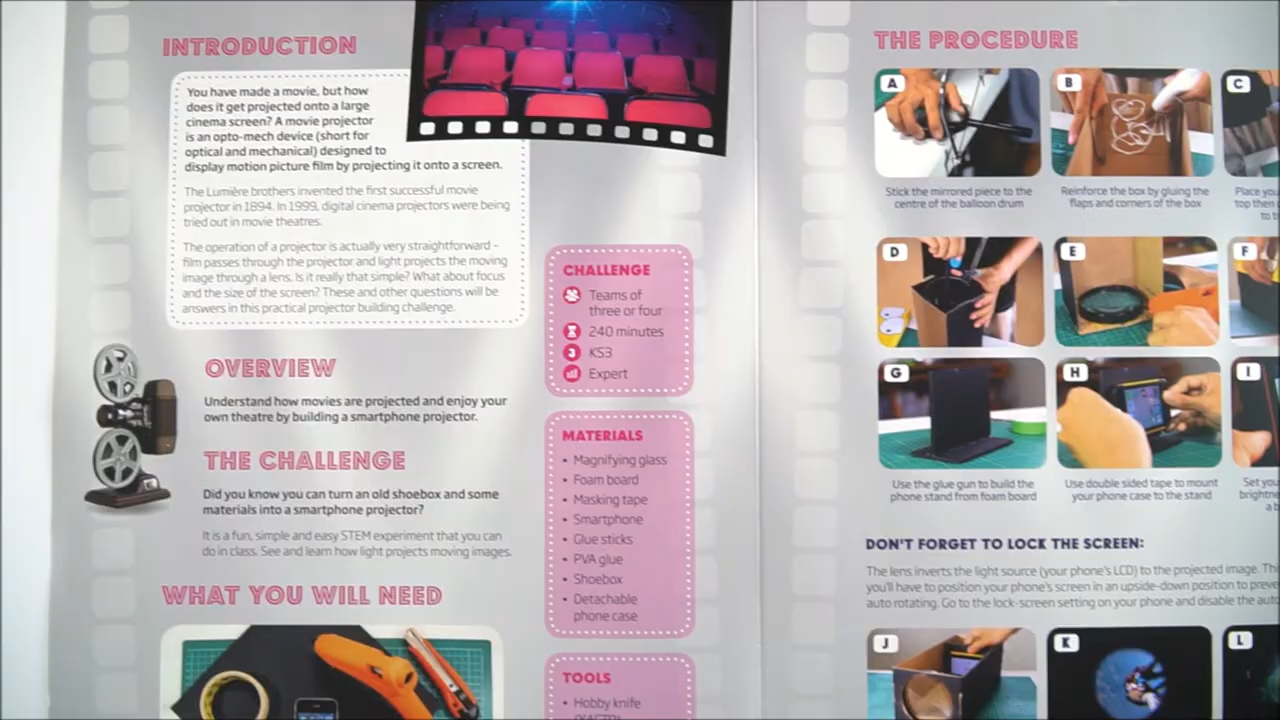 INTRODUCTION
You have made a movie, but how
does it get projected onto a large
cinema screen? A movie projector
is an opto-mech device (short for
optical and mechanical) designed to
display motion picture film by projecting it onto a screen.
The Lumière brothers invented the first successful movie
projector in 1894. In 1999, digital cinema projectors were being
tried out in movie theatres.
The operation of a projector is actually very straightforward -
film passes through the projector and light projects the moving
image through a lens. Is it really that simple? What about focus
and the size of the screen? These and other questions will be
answers in this practical projector building challenge.
OVERVIEW
Understand how movies are projected and enjoy your
own theatre by building a smartphone projector.
THE CHALLENGE
Did you know you can turn an old shoebox and some
materials into a smartphone projector?
It is a fun, simple and easy STEM experiment that you can
do in class. See and learn how light projects moving images.
WHAT YOU WILL NEED
CHALLENGE
Teams of
three or four
240 minutes
3 KS3
Expert
MATERIALS
• Magnifying glass
• Foam board
• Masking tape
• Smartphone
• Glue sticks
• PVA glue
• Shoebox
• Detachable
phone case
TOOLS
• Hobby knife
THE PROCEDURE
A
B
C
Stick the mirrored piece to the
centre of the balloon drum
Reinforce the box by gluing the
flaps and corners of the box
Place you
top then
to t
D
E
F
G
H
I
Use the glue gun to build the
phone stand from foam board
Use double sided tape to mount
your phone case to the stand
Set you
brightn
a b
DON'T FORGET TO LOCK THE SCREEN:
The lens inverts the light source (your phone's LCD) to the projected image. Th
you'll have to position your phone's screen in an upside-down position to preve
auto rotating. Go to the lock-screen setting on your phone and disable the auto
J
K
L